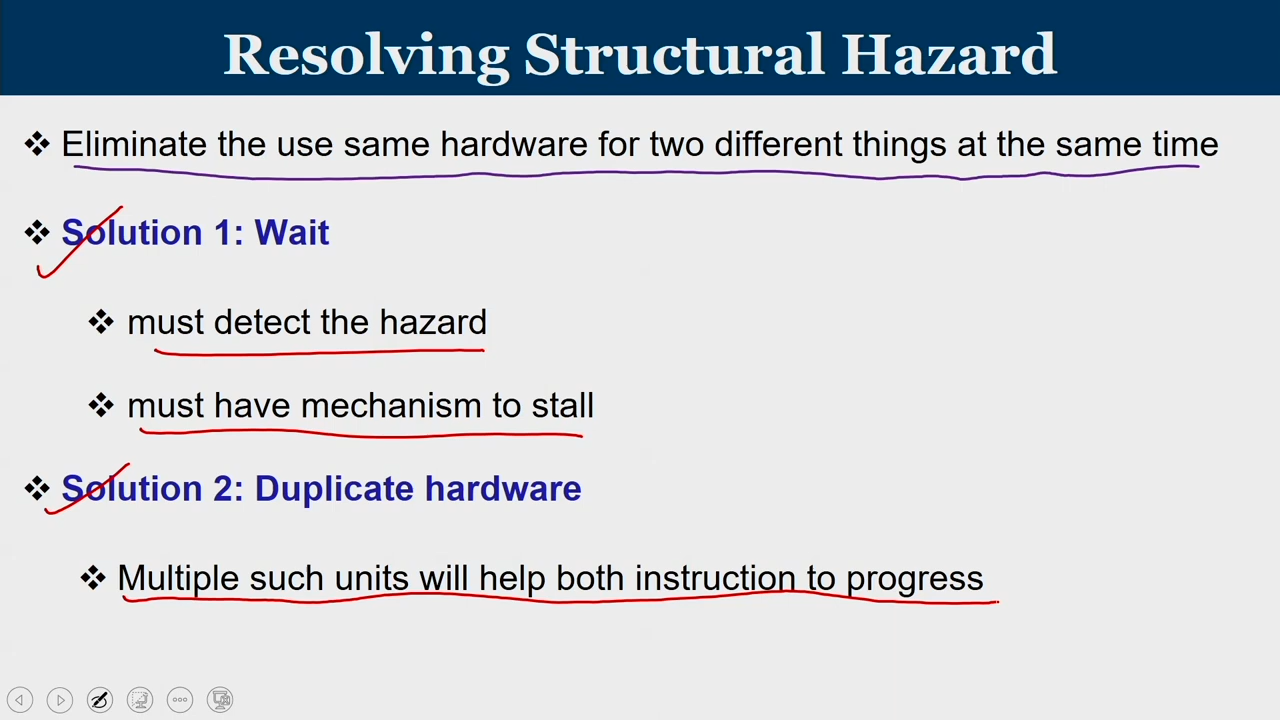 Resolving Structural Hazard
❖ Eliminate the use same hardware for two different things at the same time
❖ Solution 1: Wait
❖ must detect the hazard
❖ must have mechanism to stall
❖ Solution 2: Duplicate hardware
❖ Multiple such units will help both instruction to progress